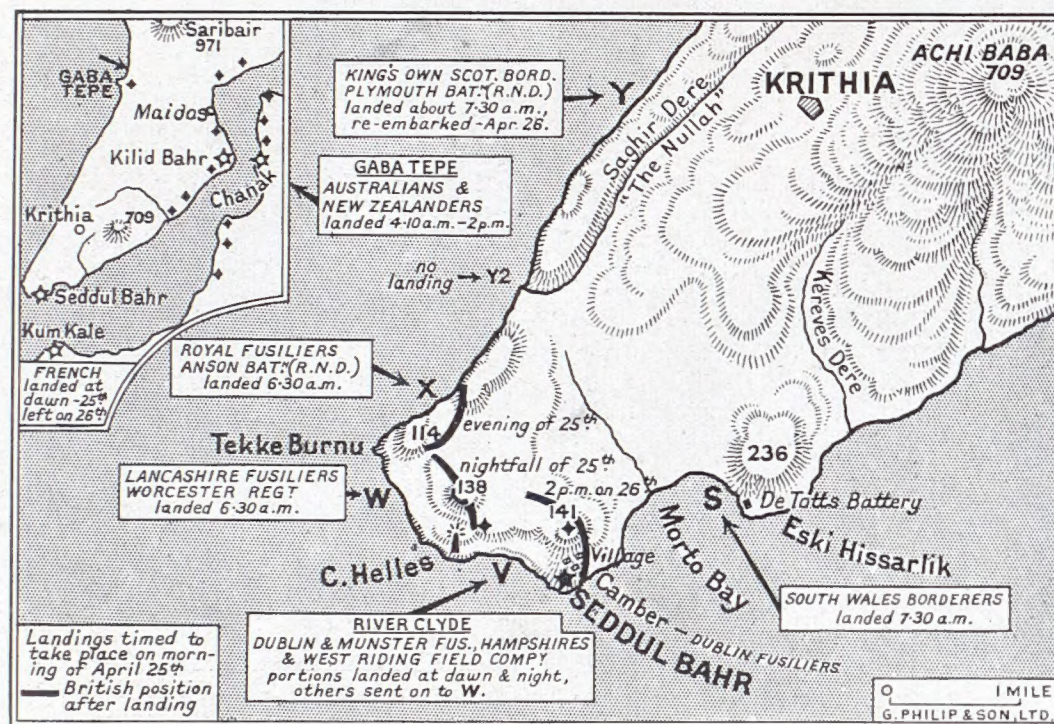 Saribair
971
GABA
TEPE
Maidos
Kilid Bahr
Chanak
Krithia
709
Seddul Bahr
Kum Kale
FRENCH
landed at
dawn-25th
left on 26th
KING'S OWN SCOT. BORD.
PLYMOUTH BATN. (R.N.D.)
landed about 7·30 a.m.,
re-embarked-Apr. 26.
Y
GABA TEPE
AUSTRALIANS &
NEW ZEALANDERS
landed 4·10 a.m.-2 p.m.
ACHI BABA
709
KRITHIA
Saghir Dere
"The Nullah"
no
landing
Y2
Kereves Dere
ROYAL FUSILIERS
ANSON BATN. (R.N.D.)
landed 6·30 a.m.
X
114
evening of 25th
Tekke Burnu
nightfall of 25th
138
2 p.m. on 26th
141
236
LANCASHIRE FUSILIERS
WORCESTER REGT
landed 6·30 a.m.
W
S
De Totts Battery
Eski Hissarlik
Morto Bay
Village
C. Helles
V
Camber - DUBLIN FUSILIERS
SEDDUL BAHR
SOUTH WALES BORDERERS
landed 7·30 a.m.
RIVER CLYDE
DUBLIN & MUNSTER FUS., HAMPSHIRES
& WEST RIDING FIELD COMPY
portions landed at dawn & night,
others sent on to W.
Landings timed to
take place on morn-
ing of April 25th
British position
after landing
0 1 MILE
G. PHILIP & SON, LTD